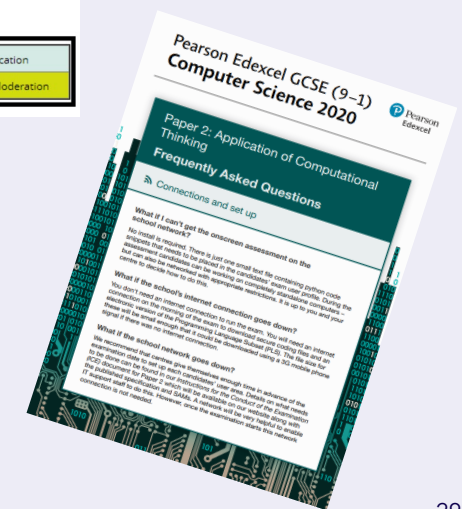 cation
Moderation
Pearson Edexcel GCSE (9–1)
Computer Science 2020
Pearson
Edexcel
Paper 2: Application of Computational
Thinking
Frequently Asked Questions
Connections and set up
What if I can't get the onscreen assessment on the
school network?
No install is required. There is just one small text file containing python code
snippets that needs to be placed in the candidates' exam user profile. During the
assessment candidates can be working on completely standalone computers –
but can also be networked with appropriate restrictions. It is up to you and your
centre to decide how to do this.
What if the school's internet connection goes down?
You don't need an internet connection to run the exam. You will need an internet
connection on the morning of the exam to download secure coding files and an
electronic version of the Programming Language Subset (PLS). The file size for
these will be small enough that it could be downloaded using a 3G mobile phone
signal if there was no internet connection.
What if the school network goes down?
We recommend that centres give themselves enough time in advance of the
examination date to set up each candidates' user area. Details on what needs
to be done can be found in our Instructions for the Conduct of the Examination
(ICE) document for Paper 2 which will be available on our website along with
the published specification and SAMs. A network will be very helpful to enable
IT support staff to do this. However, once the examination starts this network
connection is not needed.